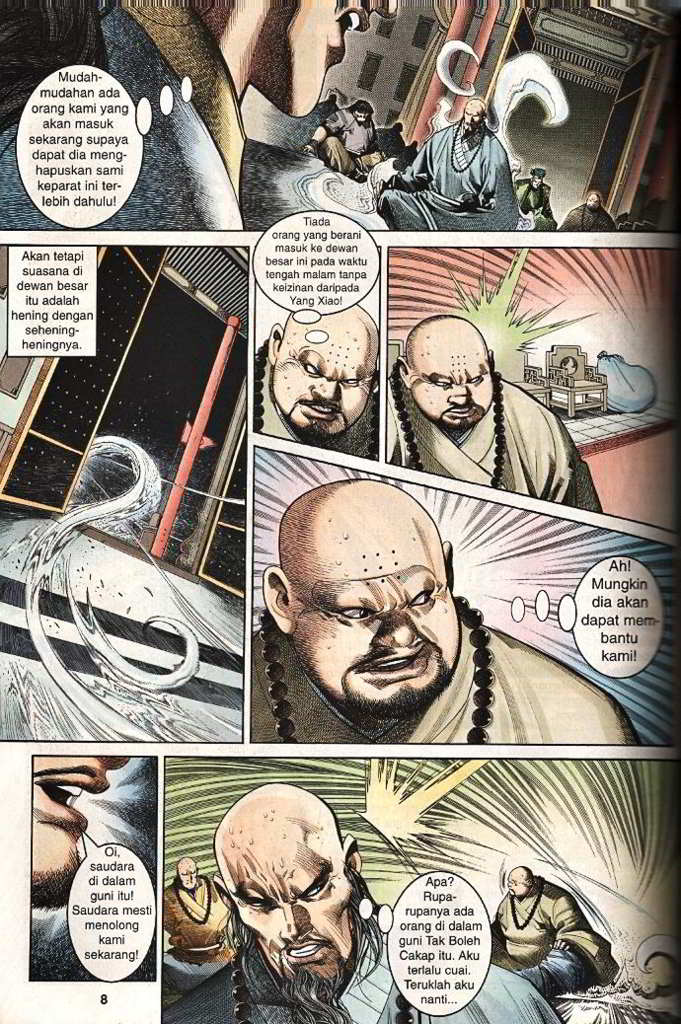 Mudah-
mudahan ada
orang kami yang
akan masuk
sekarang supaya
dapat dia meng-
hapuskan sami
keparat ini ter-
lebih dahulu!
Akan tetapi
suasana di
dewan besar
itu adalah
hening dengan
sehening-
heningnya.
Tiada
orang yang berani
masuk ke dewan
besar ini pada waktu
tengah malam tanpa
keizinan daripada
Yang Xiao!
Ah!
Mungkin
dia akan
dapat mem-
bantu
kami!
Oi,
saudara
di dalam
guni itu!
Saudara mesti
menolong
kami
sekarang!
Apa?
Rupa-
rupanya ada
orang di dalam
guni Tak Boleh
Cakap itu. Aku
terlalu cuai.
Teruklah aku
nanti...
8